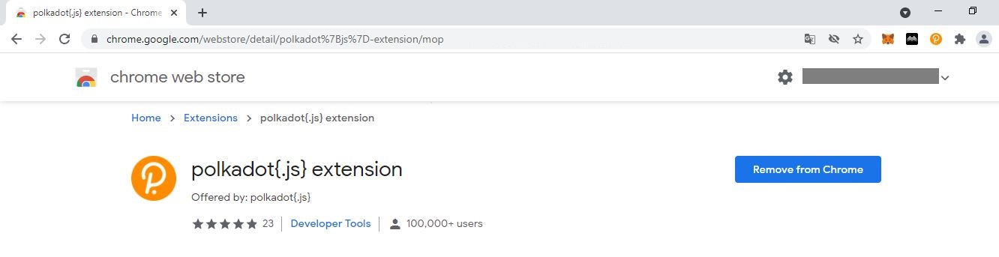 polkadot{.js} extension - Chrome
chrome.google.com/webstore/detail/polkadot%7Bjs%7D-extension/mop
chrome web store
Home > Extensions > polkadot{.js} extension
polkadot{.js} extension
Remove from Chrome
Offered by: polkadot{.js}
23 | Developer Tools | 100,000+ users